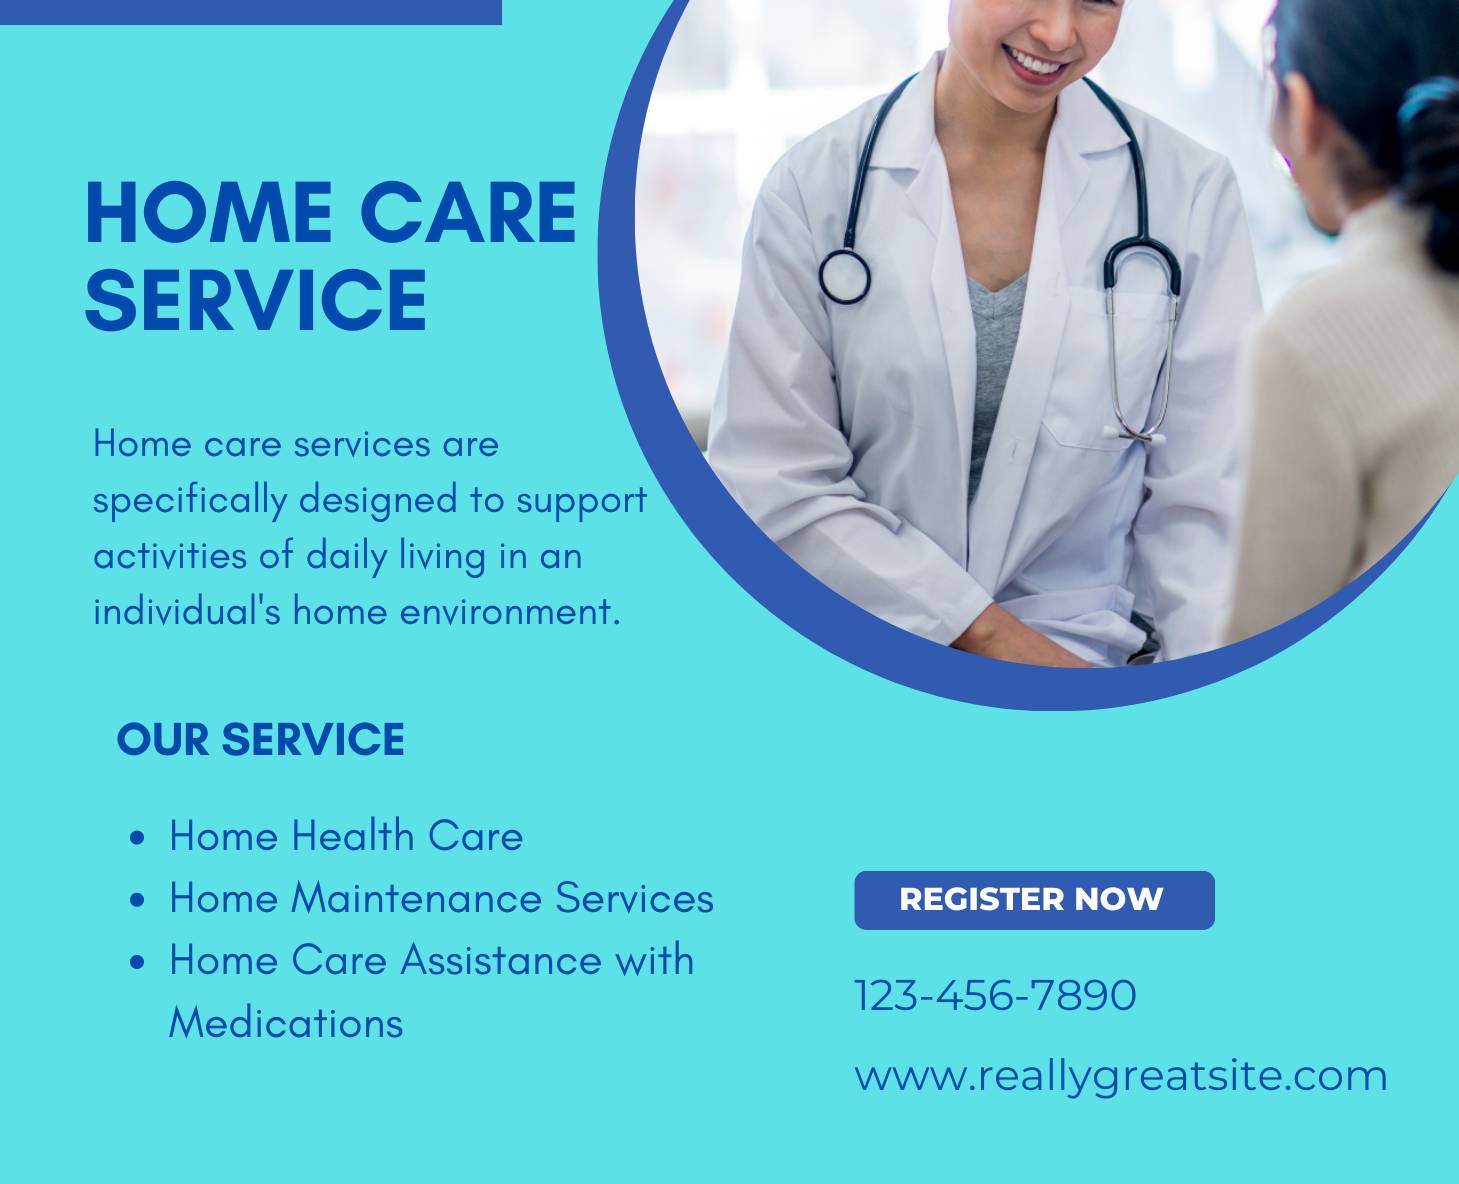 HOME CARE
SERVICE
Home care services are
specifically designed to support
activities of daily living in an
individual's home environment.
OUR SERVICE
• Home Health Care
• Home Maintenance Services
• Home Care Assistance with
Medications
REGISTER NOW
123-456-7890
www.reallygreatsite.com